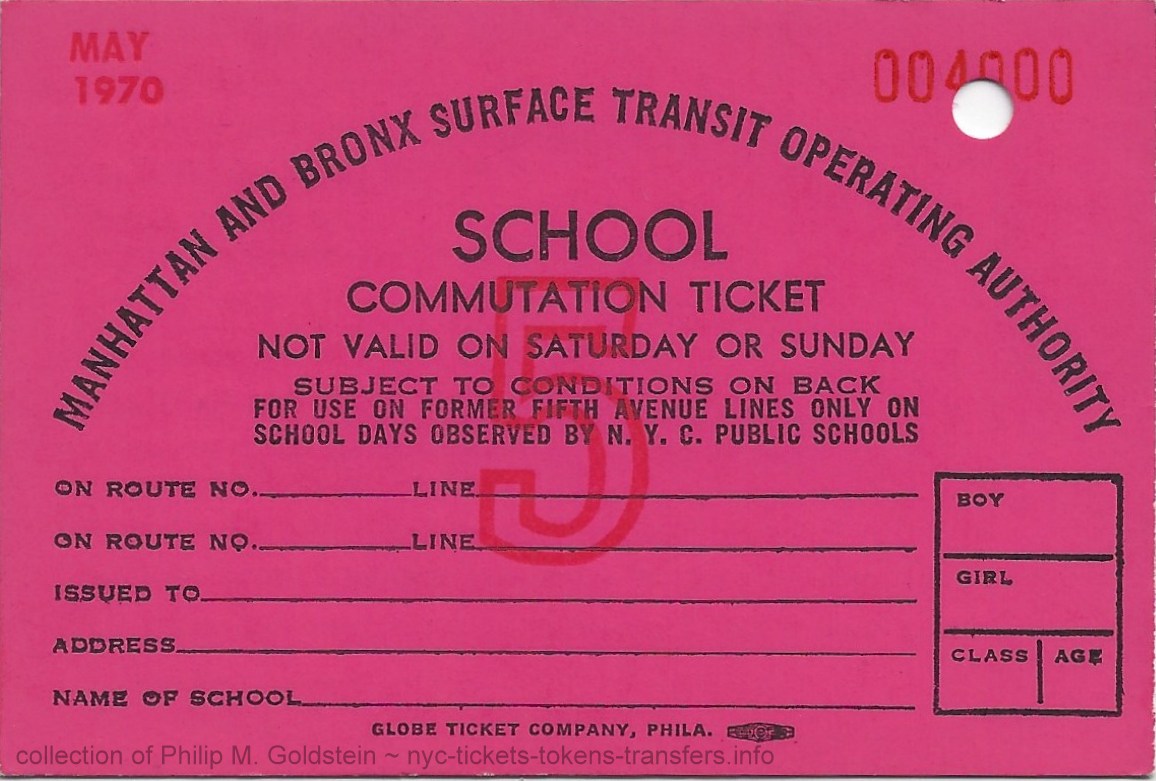 MAY
1970
004000
MANHATTAN AND BRONX SURFACE TRANSIT OPERATING AUTHORITY
SCHOOL
COMMUTATION TICKET
NOT VALID ON SATURDAY OR SUNDAY
SUBJECT TO CONDITIONS ON BACK
FOR USE ON FORMER FIFTH AVENUE LINES ONLY ON
SCHOOL DAYS OBSERVED BY N. Y. C. PUBLIC SCHOOLS
5
ON ROUTE NO. LINE
ON ROUTE NO. LINE
ISSUED TO
ADDRESS
NAME OF SCHOOL
BOY
GIRL
CLASS AGE
GLOBE TICKET COMPANY, PHILA.
collection of Philip M. Goldstein ~ nyc-tickets-tokens-transfers.info